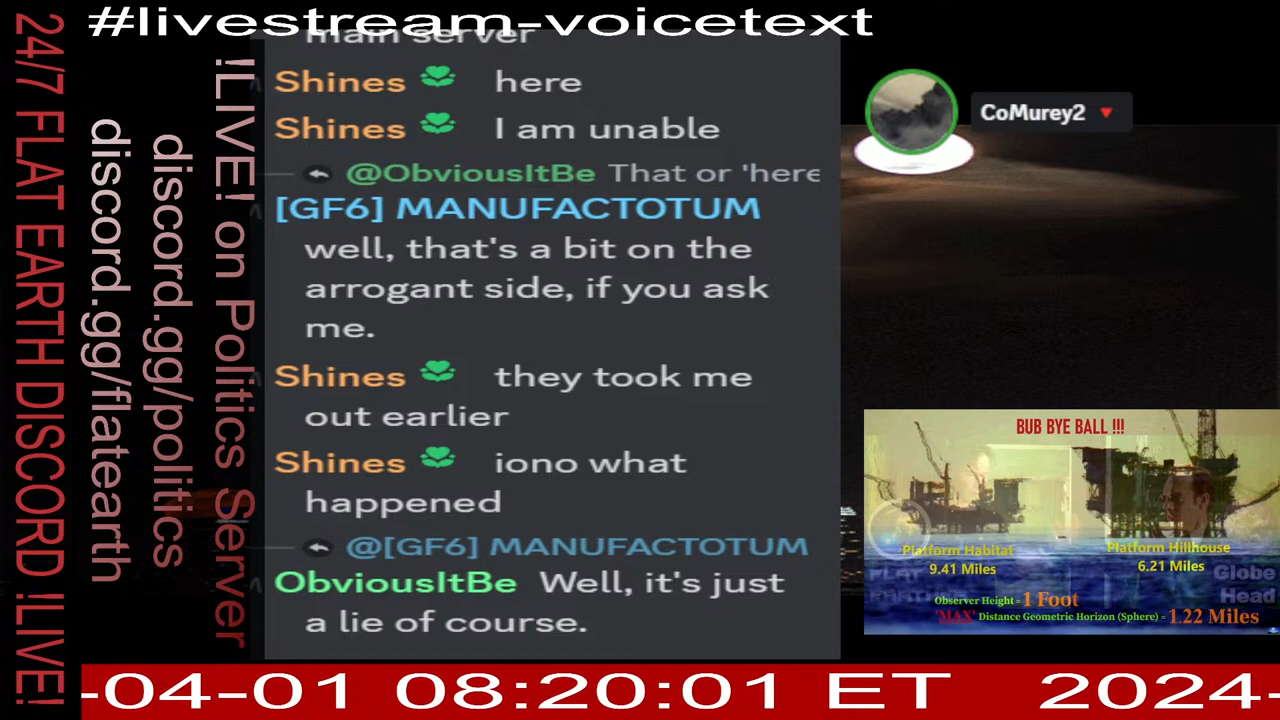 #livestream-voicetext
24/7 FLAT EARTH DISCORD !LIVE!
discord.gg/flatearth
discord.gg/politics
!LIVE! on Politics Server
main server
Shines here
Shines I am unable
@ObviousItBe That or 'here
[GF6] MANUFACTOTUM
well, that's a bit on the
arrogant side, if you ask
me.
Shines they took me
out earlier
Shines iono what
happened
@[GF6] MANUFACTOTUM
ObviousItBe Well, it's just
a lie of course.
CoMurey2
BUB BYE BALL !!!
Platform Habitat
9.41 Miles
Platform Hillhouse
6.21 Miles
Globe
Head
Observer Height = 1 Foot
'MAX' Distance Geometric Horizon (Sphere) = 1.22 Miles
-04-01 08:20:01 ET 2024-